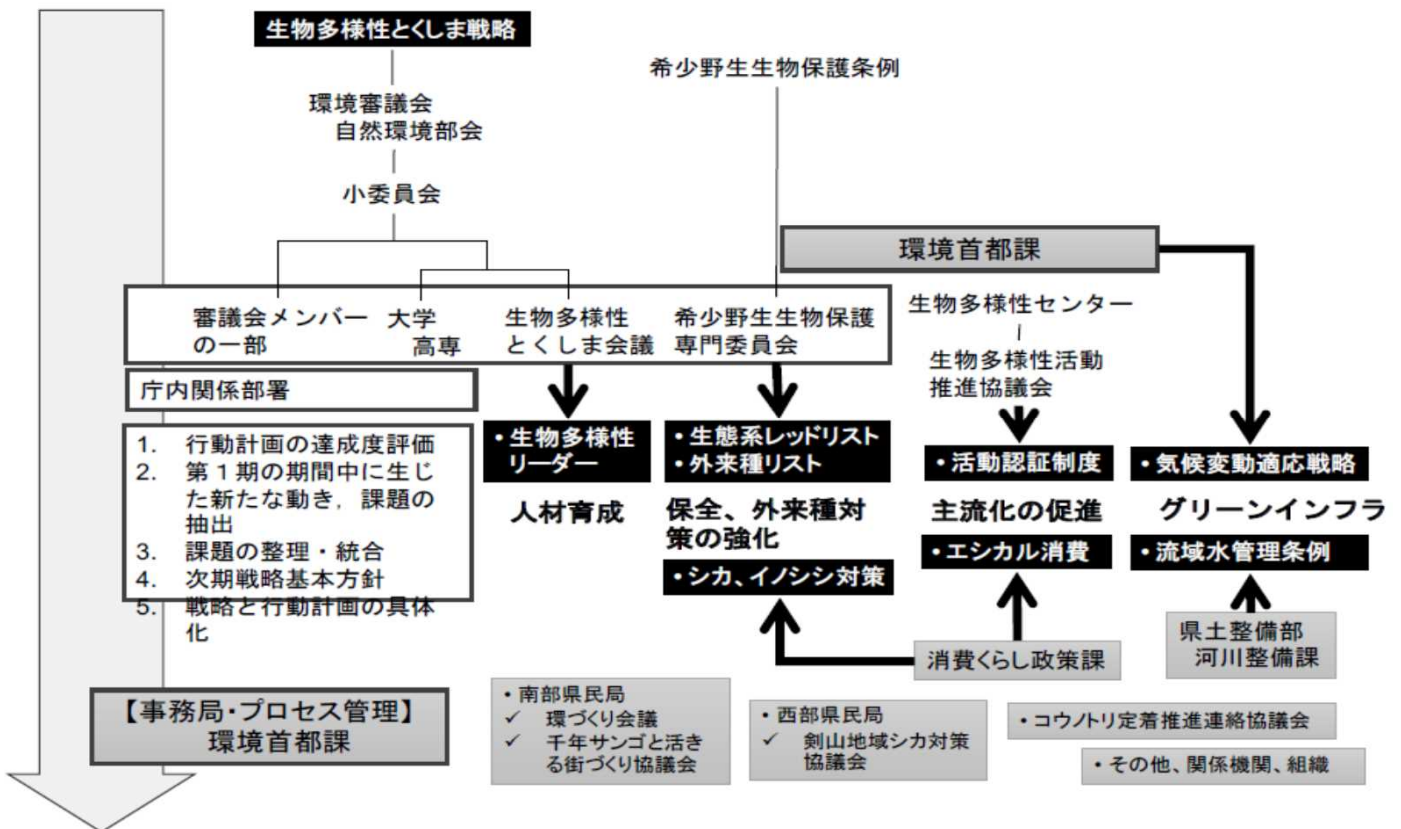 生物多様性とくしま戦略
希少野生生物保護条例
環境審議会
自然環境部会
小委員会
環境首都課
審議会メンバー
の一部
大学
高専
生物多様性
とくしま会議
希少野生生物保護
専門委員会
生物多様性センター
生物多様性活動
推進協議会
庁内関係部署
1. 行動計画の達成度評価
2. 第1期の期間中に生じ
た新たな動き，課題の
抽出
3. 課題の整理・統合
4. 次期戦略基本方針
5. 戦略と行動計画の具体
化
・生物多様性
リーダー
人材育成
・生態系レッドリスト
・外来種リスト
保全、外来種対
策の強化
・シカ、イノシシ対策
・活動認証制度
主流化の促進
・エシカル消費
・気候変動適応戦略
グリーンインフラ
・流域水管理条例
消費くらし政策課
県土整備部
河川整備課
【事務局・プロセス管理】
環境首都課
・南部県民局
✓ 環づくり会議
✓ 千年サンゴと活き
る街づくり協議会
・西部県民局
✓ 剣山地域シカ対策
協議会
・コウノトリ定着推進連絡協議会
・その他、関係機関、組織